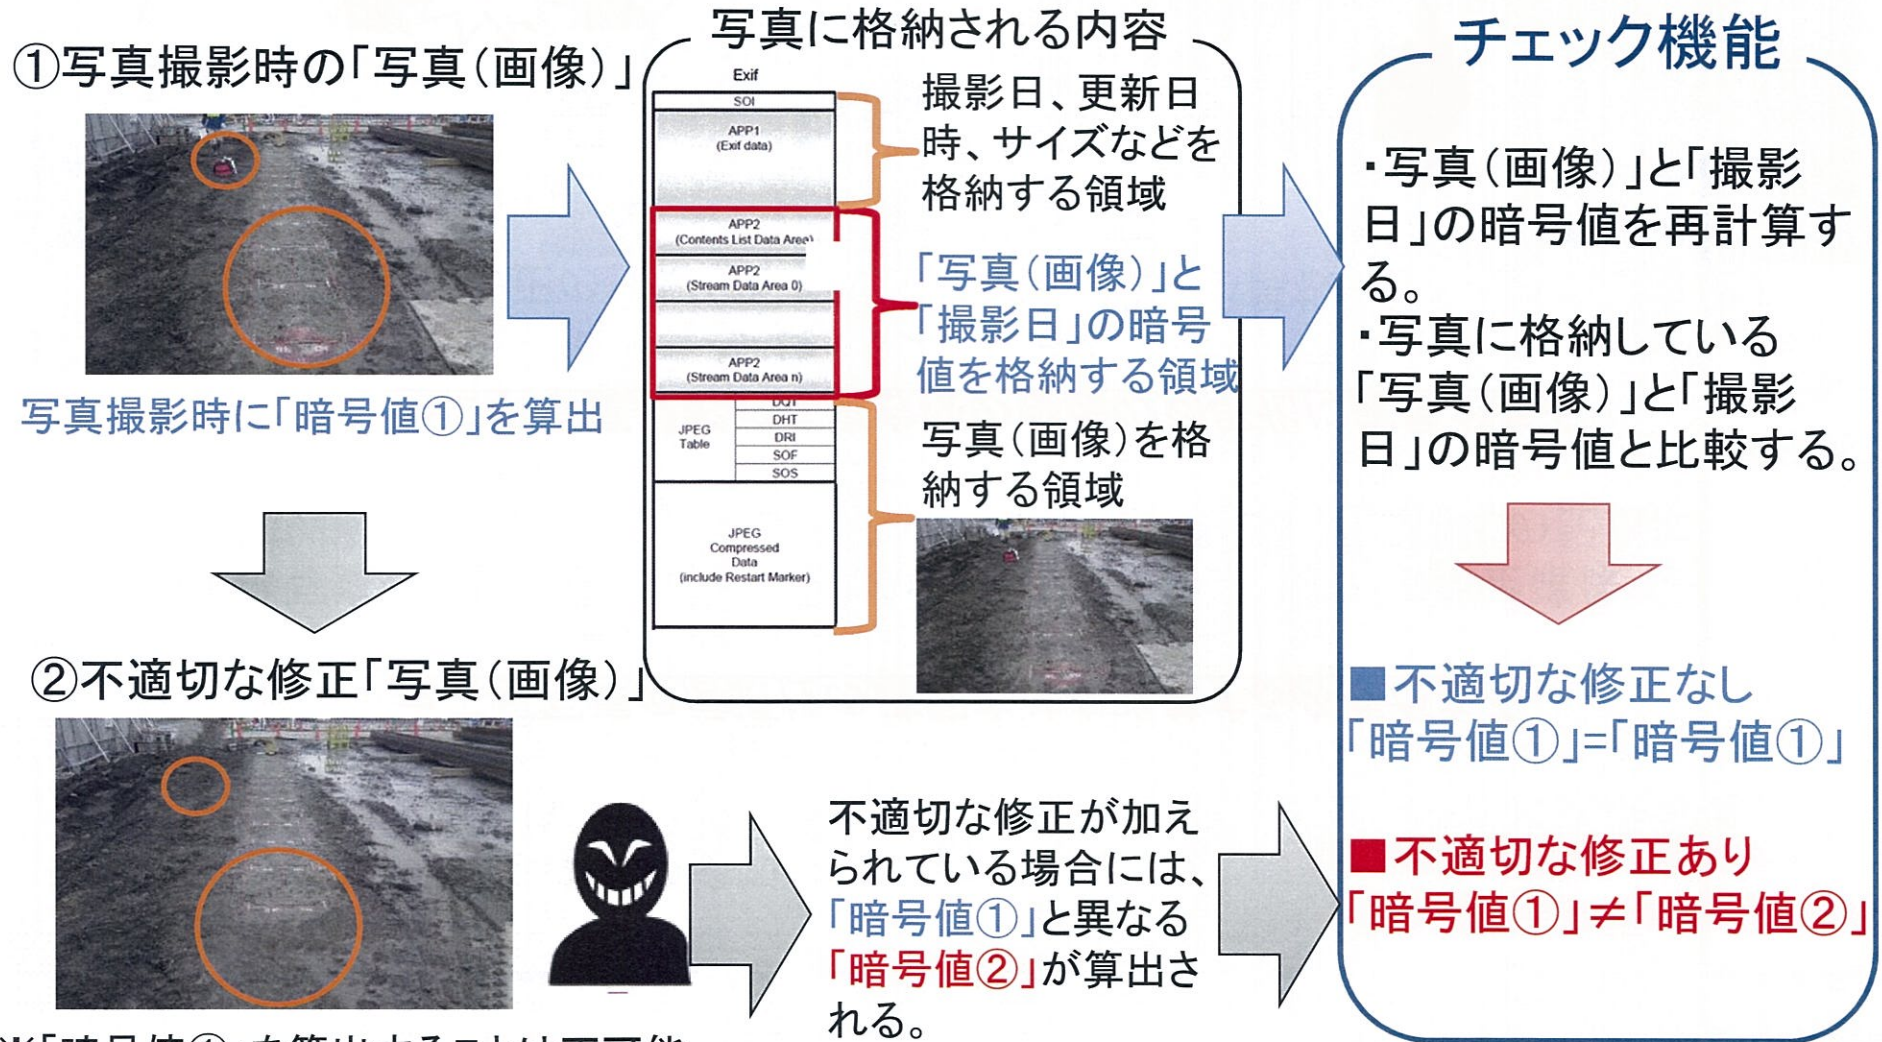 ①写真撮影時の「写真(画像)」
写真撮影時に「暗号値①」を算出
②不適切な修正「写真(画像)」
写真に格納される内容
Exif
SOI
APP1
(Exif data)
APP2
(Contents List Data Area)
APP2
(Stream Data Area 0)
APP2
(Stream Data Area n)
JPEG
Table
DQT
DHT
DRI
SOF
SOS
JPEG
Compressed
Data
(include Restart Marker)
撮影日、更新日
時、サイズなどを
格納する領域
「写真(画像)」と
「撮影日」の暗号
値を格納する領域
写真(画像)を格
納する領域
不適切な修正が加え
られている場合には、
「暗号値①」と異なる
「暗号値②」が算出さ
れる。
チェック機能
・写真(画像)」と「撮影
日」の暗号値を再計算す
る。
・写真に格納している
「写真(画像)」と「撮影
日」の暗号値と比較する。
■不適切な修正なし
「暗号値①」=「暗号値①」
■不適切な修正あり
「暗号値①」≠「暗号値②」